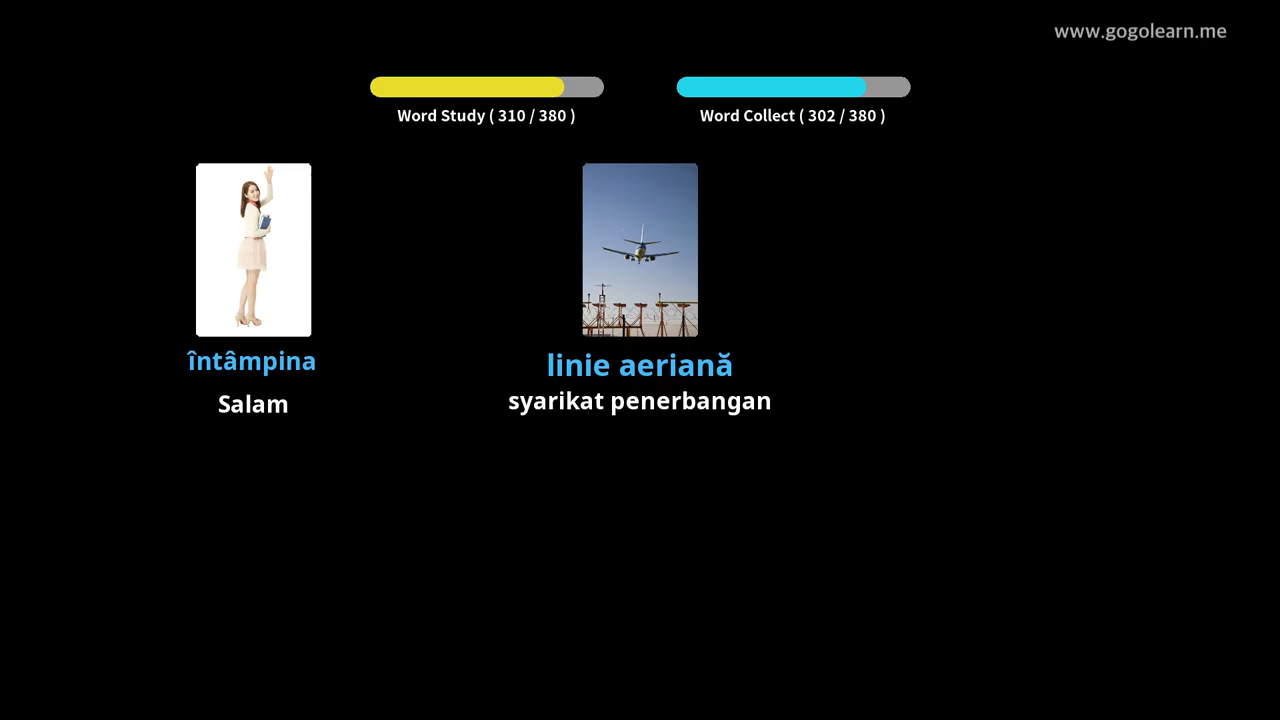 www.gogolearn.me
Word Study ( 310 / 380 )
Word Collect ( 302 / 380 )
întâmpina
Salam
linie aeriană
syarikat penerbangan